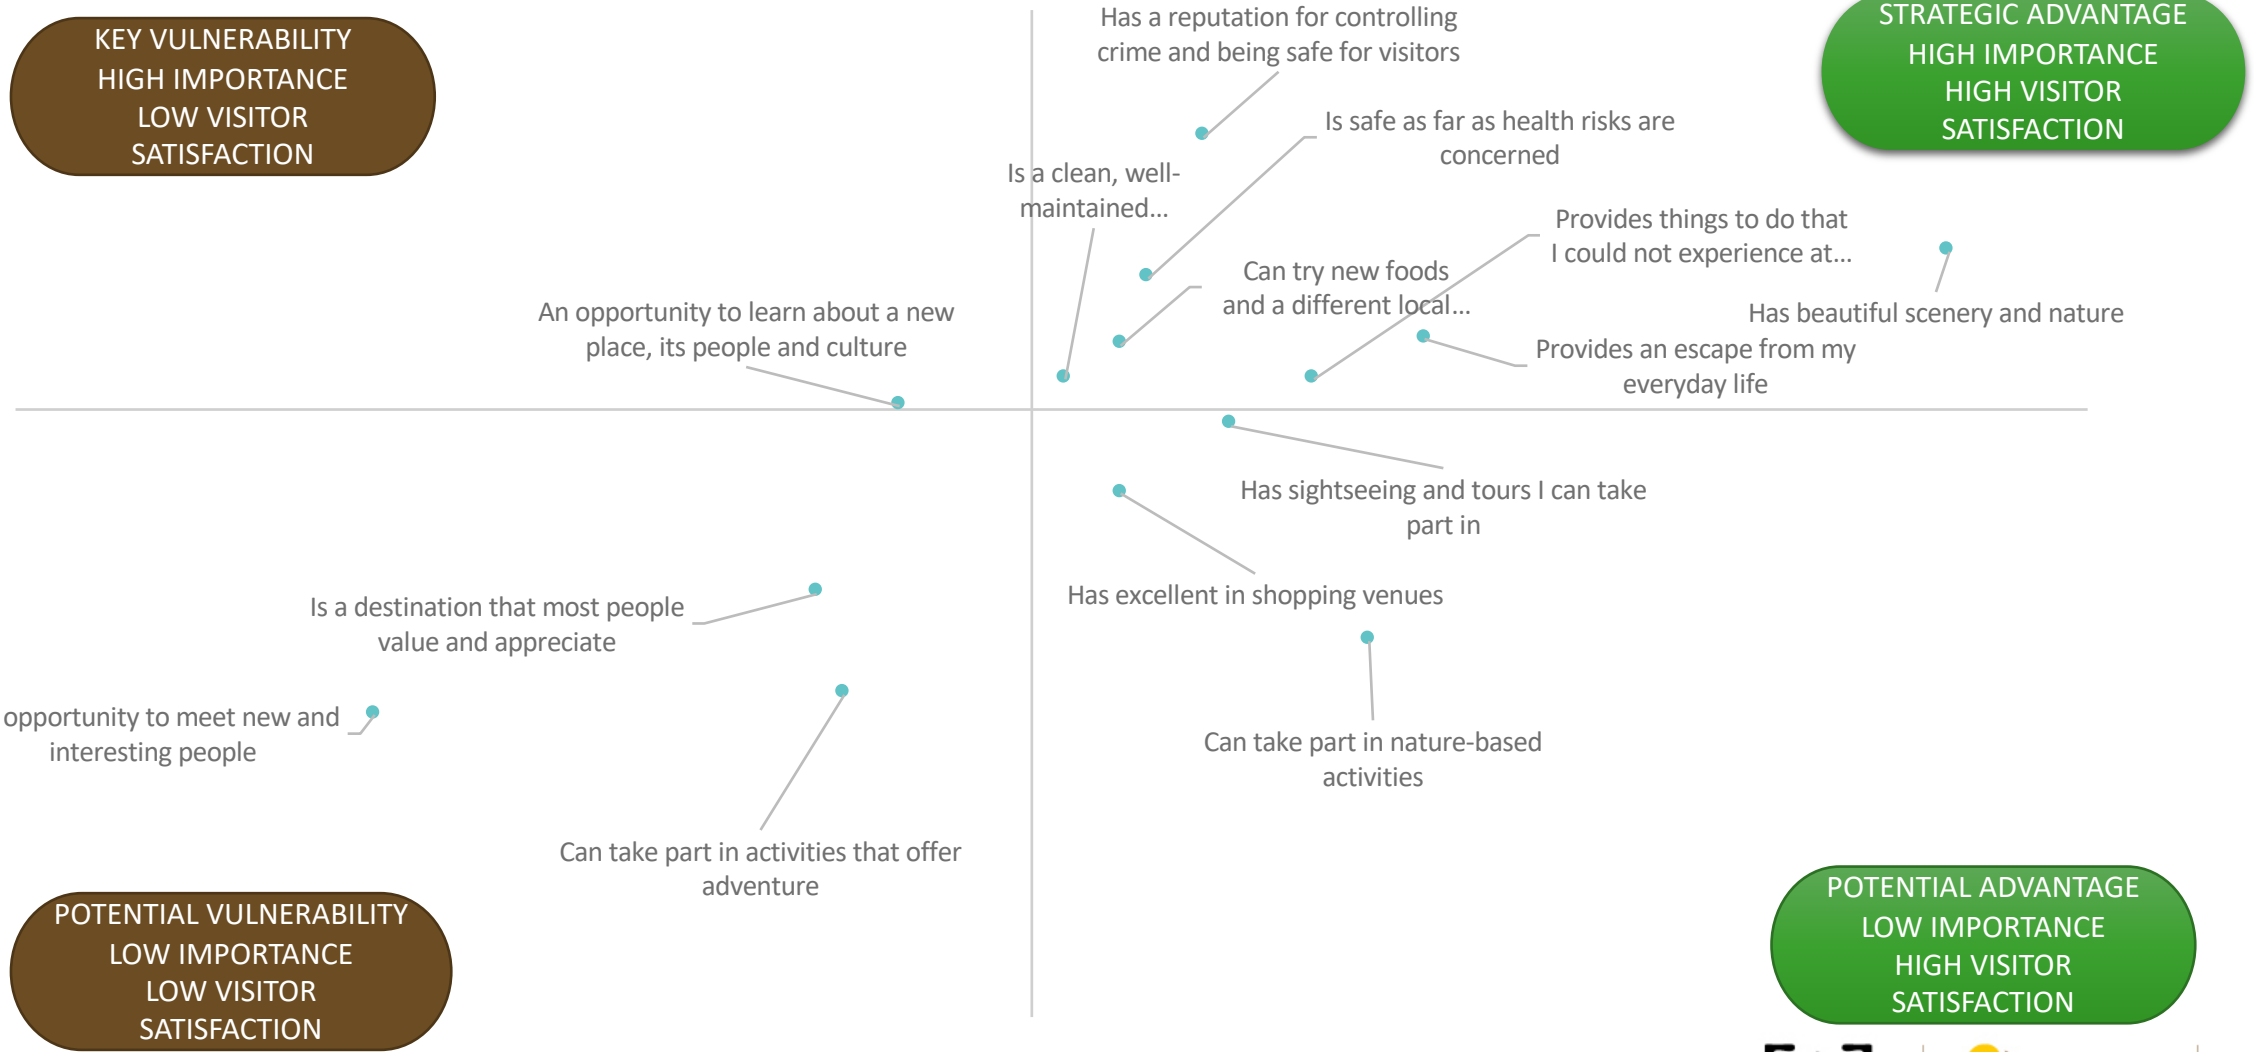 KEY VULNERABILITY
HIGH IMPORTANCE
LOW VISITOR
SATISFACTION
Has a reputation for controlling
crime and being safe for visitors
STRATEGIC ADVANTAGE
HIGH IMPORTANCE
HIGH VISITOR
SATISFACTION
Is safe as far as health risks are
concerned
Is a clean, well-
maintained...
Provides things to do that
I could not experience at...
Can try new foods
and a different local...
Has beautiful scenery and nature
An opportunity to learn about a new
place, its people and culture
Provides an escape from my
everyday life
Has sightseeing and tours I can take
part in
Has excellent in shopping venues
Is a destination that most people
value and appreciate
opportunity to meet new and
interesting people
Can take part in nature-based
activities
Can take part in activities that offer
adventure
POTENTIAL VULNERABILITY
LOW IMPORTANCE
LOW VISITOR
SATISFACTION
POTENTIAL ADVANTAGE
LOW IMPORTANCE
HIGH VISITOR
SATISFACTION